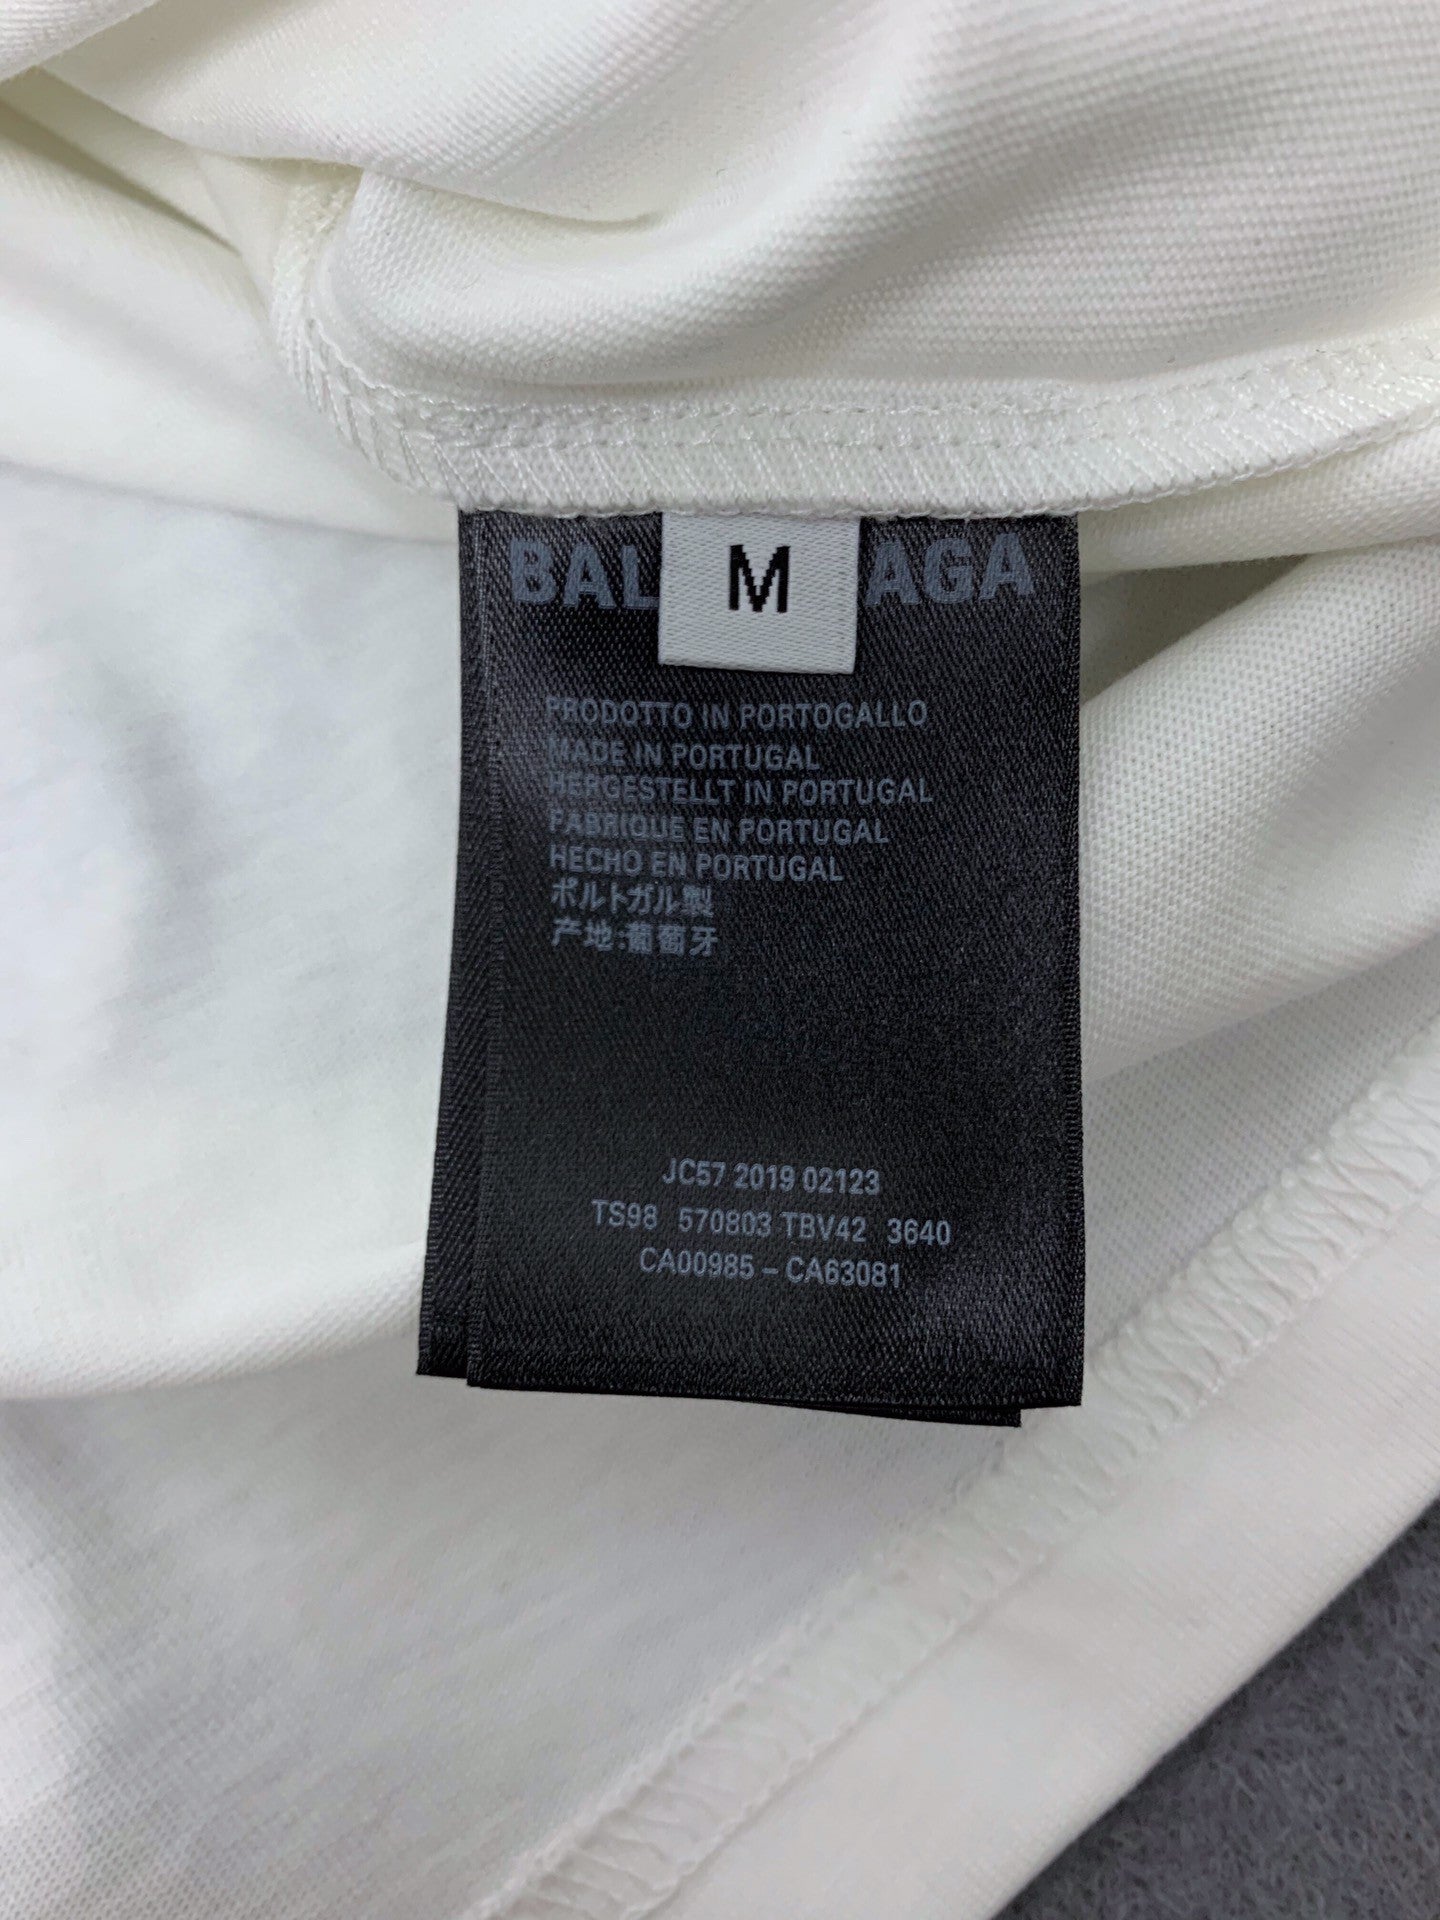 BAL M AGA
PRODOTTO IN PORTOGALLO
MADE IN PORTUGAL
HERGESTELLT IN PORTUGAL
FABRIQUE EN PORTUGAL
HECHO EN PORTUGAL
ポルトガル製
产地:葡萄牙
JC57 2019 02123
TS98 570803 TBV42 3640
CA00985 – CA63081